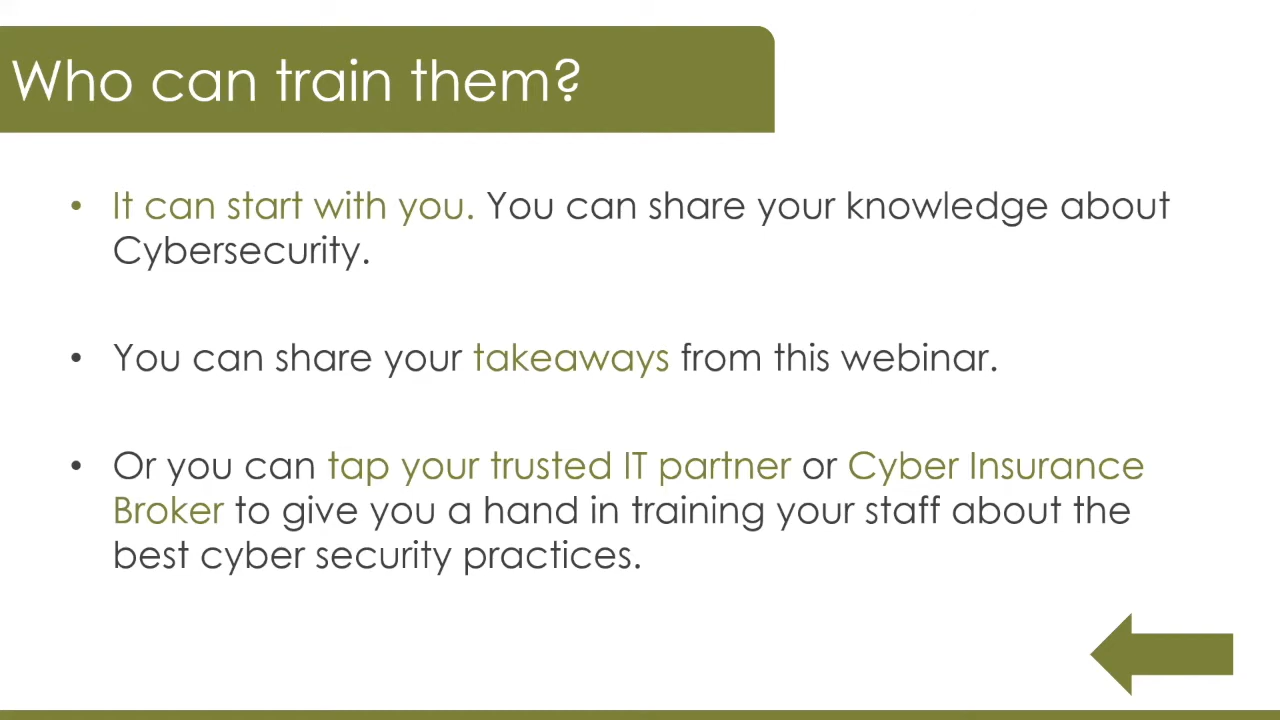 Who can train them?
• It can start with you. You can share your knowledge about
Cybersecurity.
• You can share your takeaways from this webinar.
• Or you can tap your trusted IT partner or Cyber Insurance
Broker to give you a hand in training your staff about the
best cyber security practices.